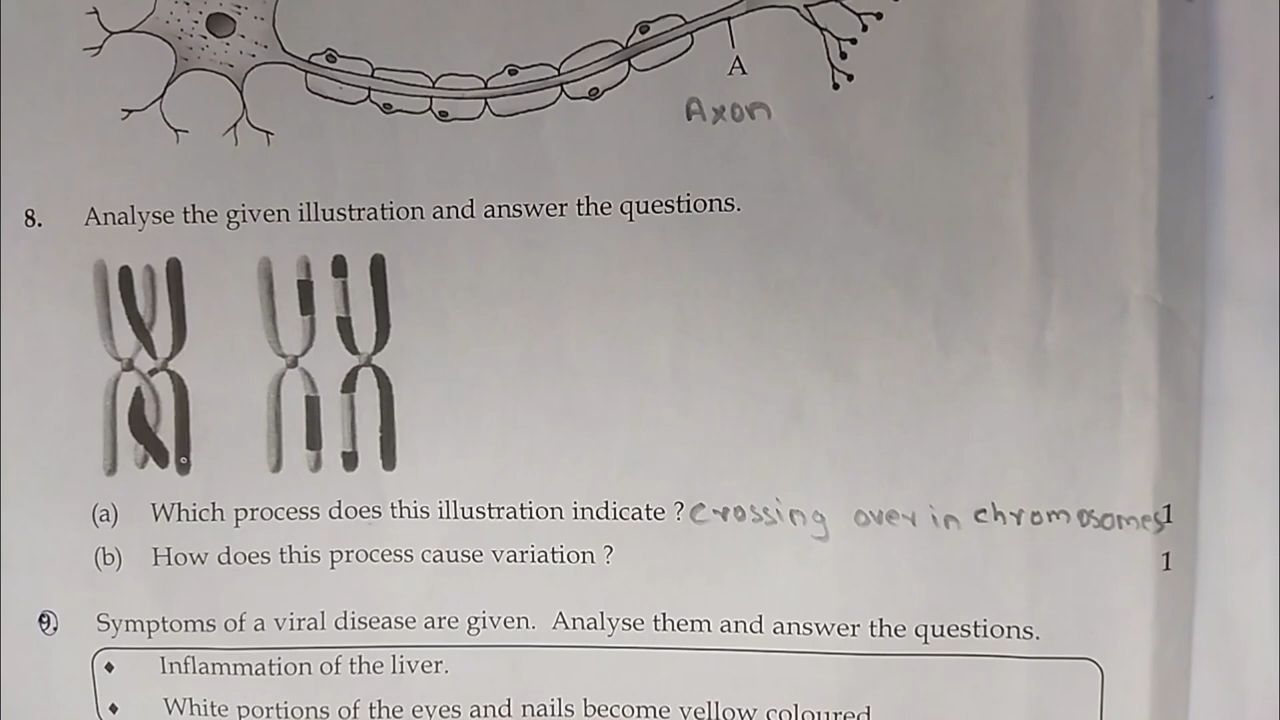 A
Axon
8. Analyse the given illustration and answer the questions.
(a) Which process does this illustration indicate ? crossing over in chromosomes 1
(b) How does this process cause variation ? 1
9. Symptoms of a viral disease are given. Analyse them and answer the questions.
♦ Inflammation of the liver.
♦ White portions of the eyes and nails become yellow coloured